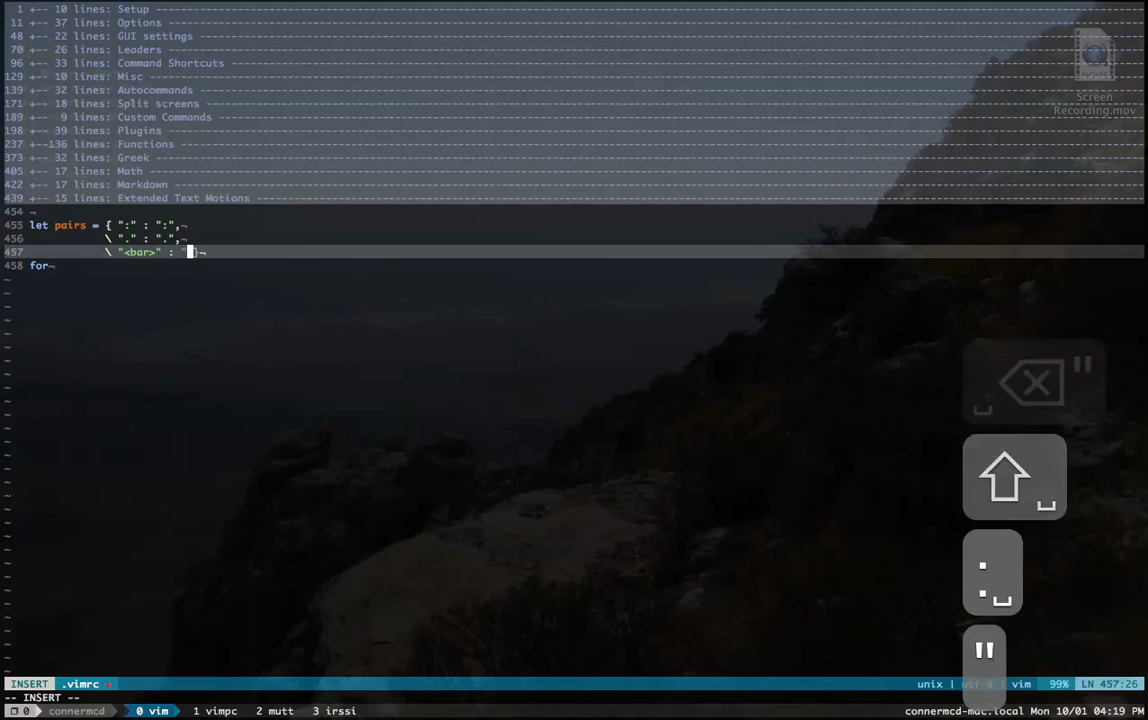 1 +-- 10 lines: Setup ----------------------------------------
11 +-- 37 lines: Options ----------------------------------------
48 +-- 22 lines: GUI settings ----------------------------------------
70 +-- 26 lines: Leaders ----------------------------------------
96 +-- 33 lines: Command Shortcuts ----------------------------------------
129 +-- 10 lines: Misc ----------------------------------------
139 +-- 32 lines: Autocommands ----------------------------------------
171 +-- 18 lines: Split screens ----------------------------------------
189 +-- 9 lines: Custom Commands ----------------------------------------
198 +-- 39 lines: Plugins ----------------------------------------
237 +--136 lines: Functions ----------------------------------------
373 +-- 32 lines: Greek ----------------------------------------
405 +-- 17 lines: Math ----------------------------------------
422 +-- 17 lines: Markdown ----------------------------------------
439 +-- 15 lines: Extended Text Motions ----------------------------------------
Screen
Recording.mov
454 ¬
455 let pairs = { ":" : ":",¬
456 \ "." : ".",¬
457 \ "<bar>" : " }¬
458 for¬
␣ ⌫ "
⇧ ␣
:␣
"
INSERT .vimrc + unix | utf-8 | vim 99% LN 457:26
-- INSERT --
0 connermcd 0 vim 1 vimpc 2 mutt 3 irssi connermcd-mac.local Mon 10/01 04:19 PM